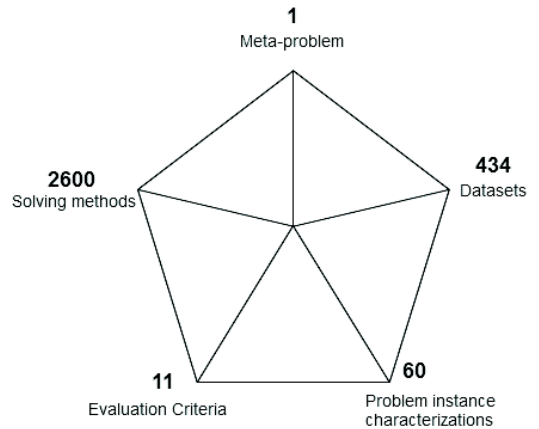 1
Meta-problem
2600
Solving methods
434
Datasets
11
Evaluation Criteria
60
Problem instance
characterizations